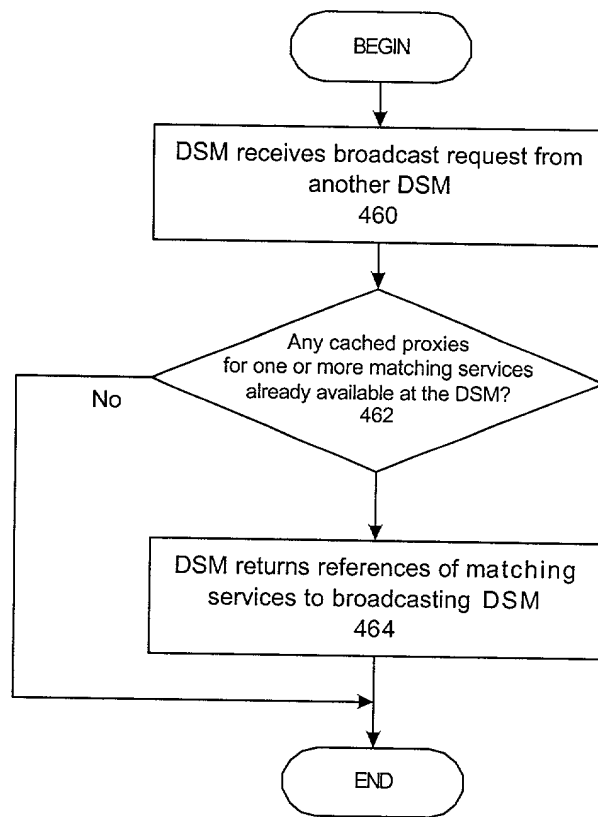 BEGIN
DSM receives broadcast request from
another DSM
460
Any cached proxies
for one or more matching services
already available at the DSM?
462
No
DSM returns references of matching
services to broadcasting DSM
464
END